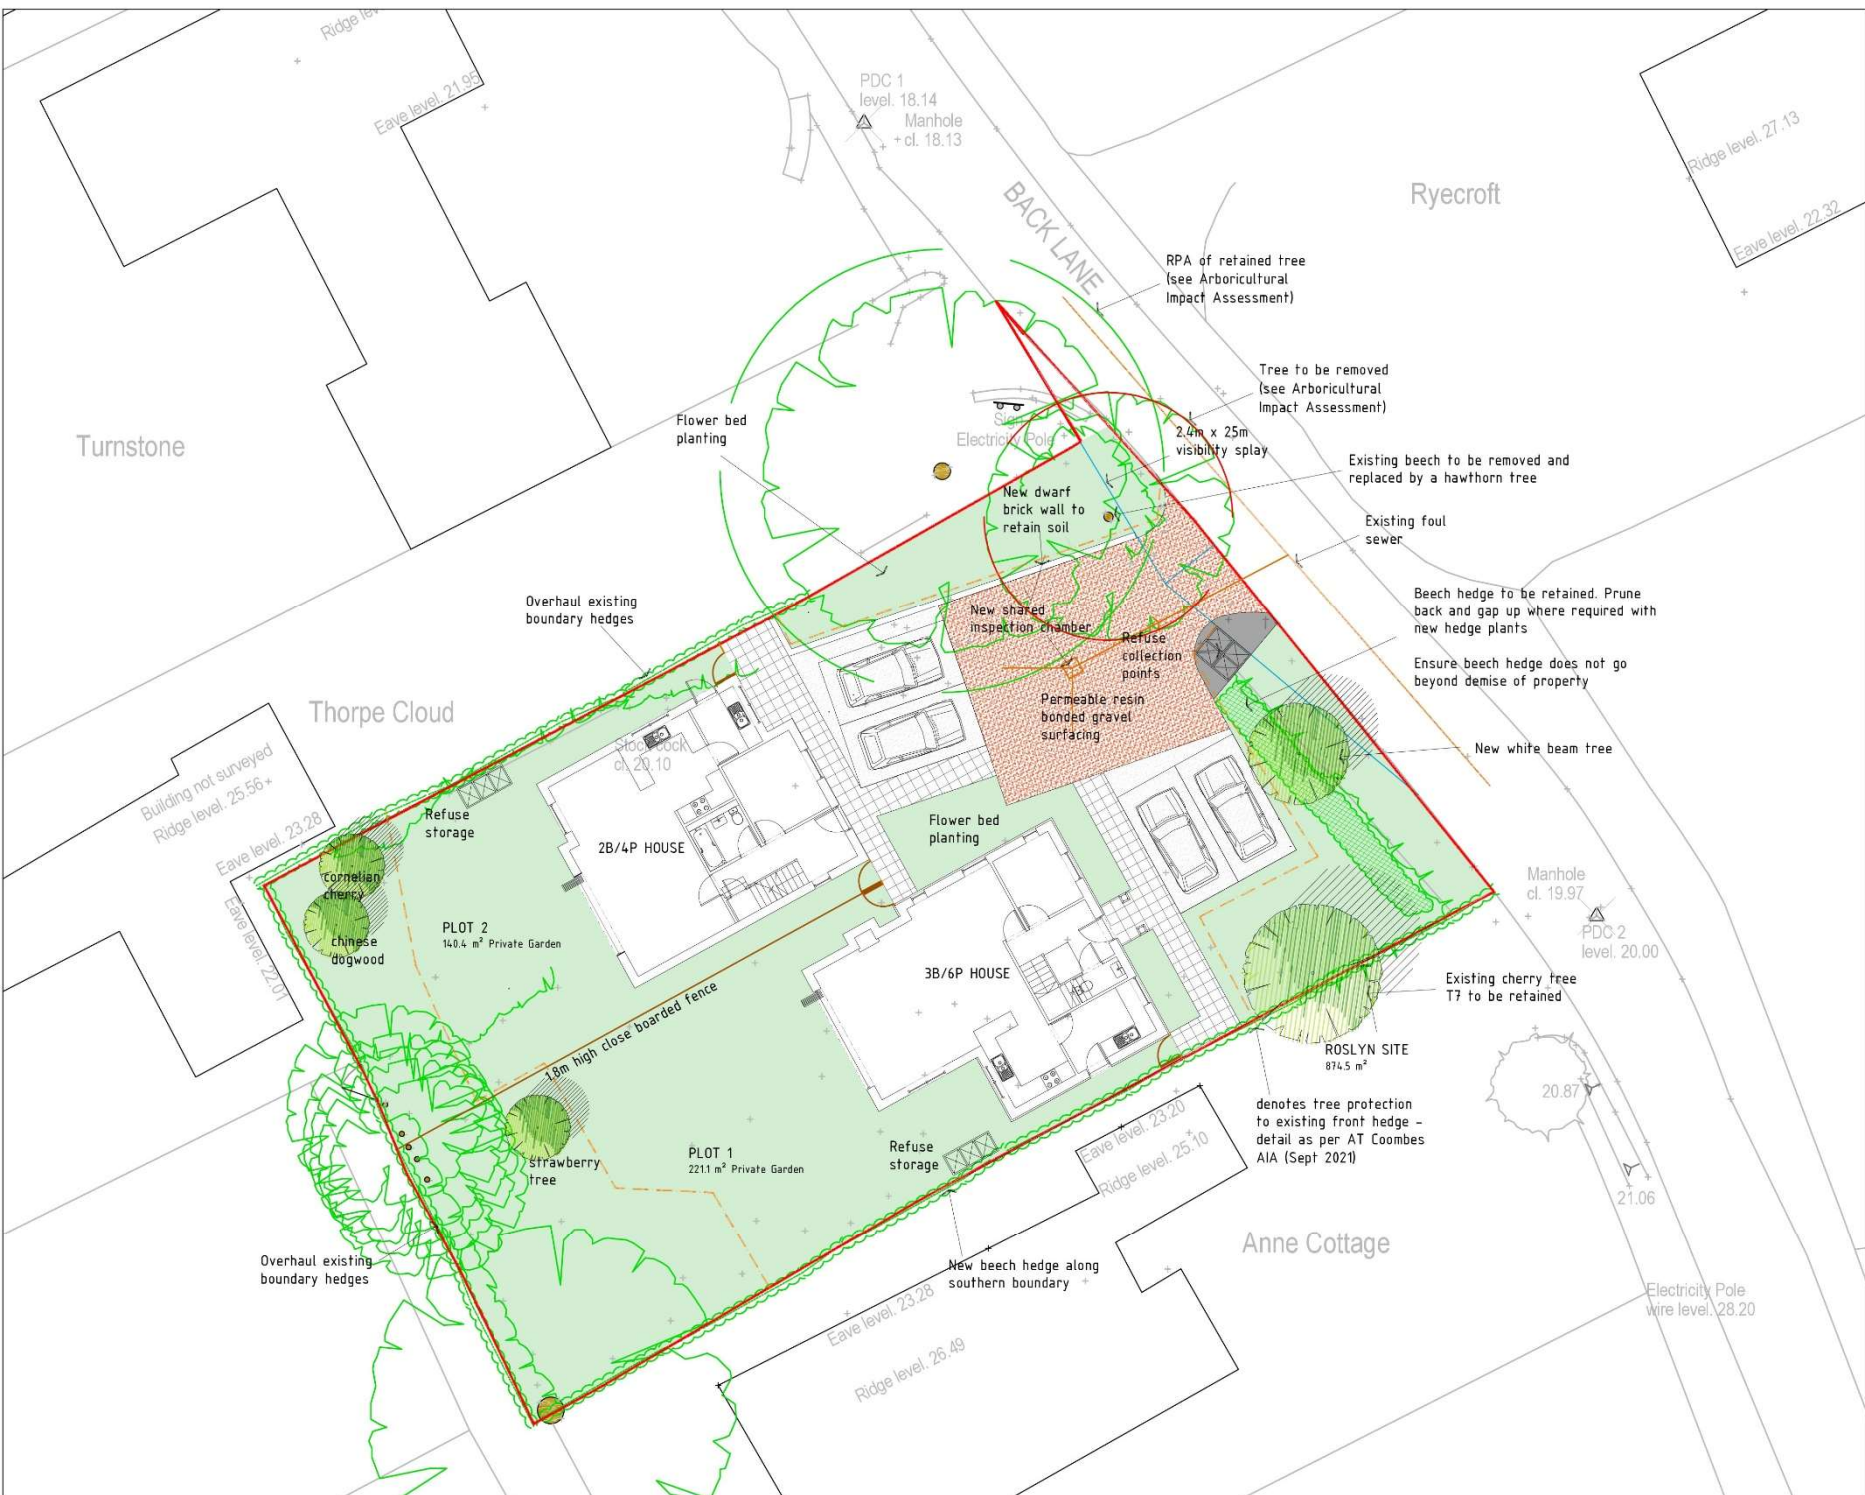 Ridge lev
Eave level. 21.95
PDC 1
level. 18.14
Manhole
cl. 18.13
Ridge level. 27.13
Eave level. 22.32
Ryecroft
BACK LANE
RPA of retained tree
(see Arboricultural
Impact Assessment)
Tree to be removed
(see Arboricultural
Impact Assessment)
Turnstone
Flower bed
planting
Sign
Electricity Pole
2.4m x 25m
visibility splay
Existing beech to be removed and
replaced by a hawthorn tree
New dwarf
brick wall to
retain soil
Existing foul
sewer
Overhaul existing
boundary hedges
New shared
inspection chamber
Refuse
collection
points
Beech hedge to be retained. Prune
back and gap up where required with
new hedge plants
Ensure beech hedge does not go
beyond demise of property
Thorpe Cloud
Permeable resin
bonded gravel
surfacing
New white beam tree
Stopcock
cl. 20.10
Building not surveyed
Ridge level. 25.56
Eave level. 23.28
Eave level. 22.01
Refuse
storage
Flower bed
planting
2B/4P HOUSE
cornelian
cherry
chinese
dogwood
PLOT 2
140.4 m² Private Garden
Manhole
cl. 19.97
PDC 2
level. 20.00
3B/6P HOUSE
Existing cherry tree
T7 to be retained
1.8m high close boarded fence
ROSLYN SITE
874.5 m²
20.87
denotes tree protection
to existing front hedge -
detail as per AT Coombes
AIA (Sept 2021)
strawberry
tree
PLOT 1
221.1 m² Private Garden
Refuse
storage
Eave level. 23.20
Ridge level. 25.10
21.06
Overhaul existing
boundary hedges
New beech hedge along
southern boundary
Anne Cottage
Eave level. 23.28
Ridge level. 26.49
Electricity Pole
wire level. 28.20